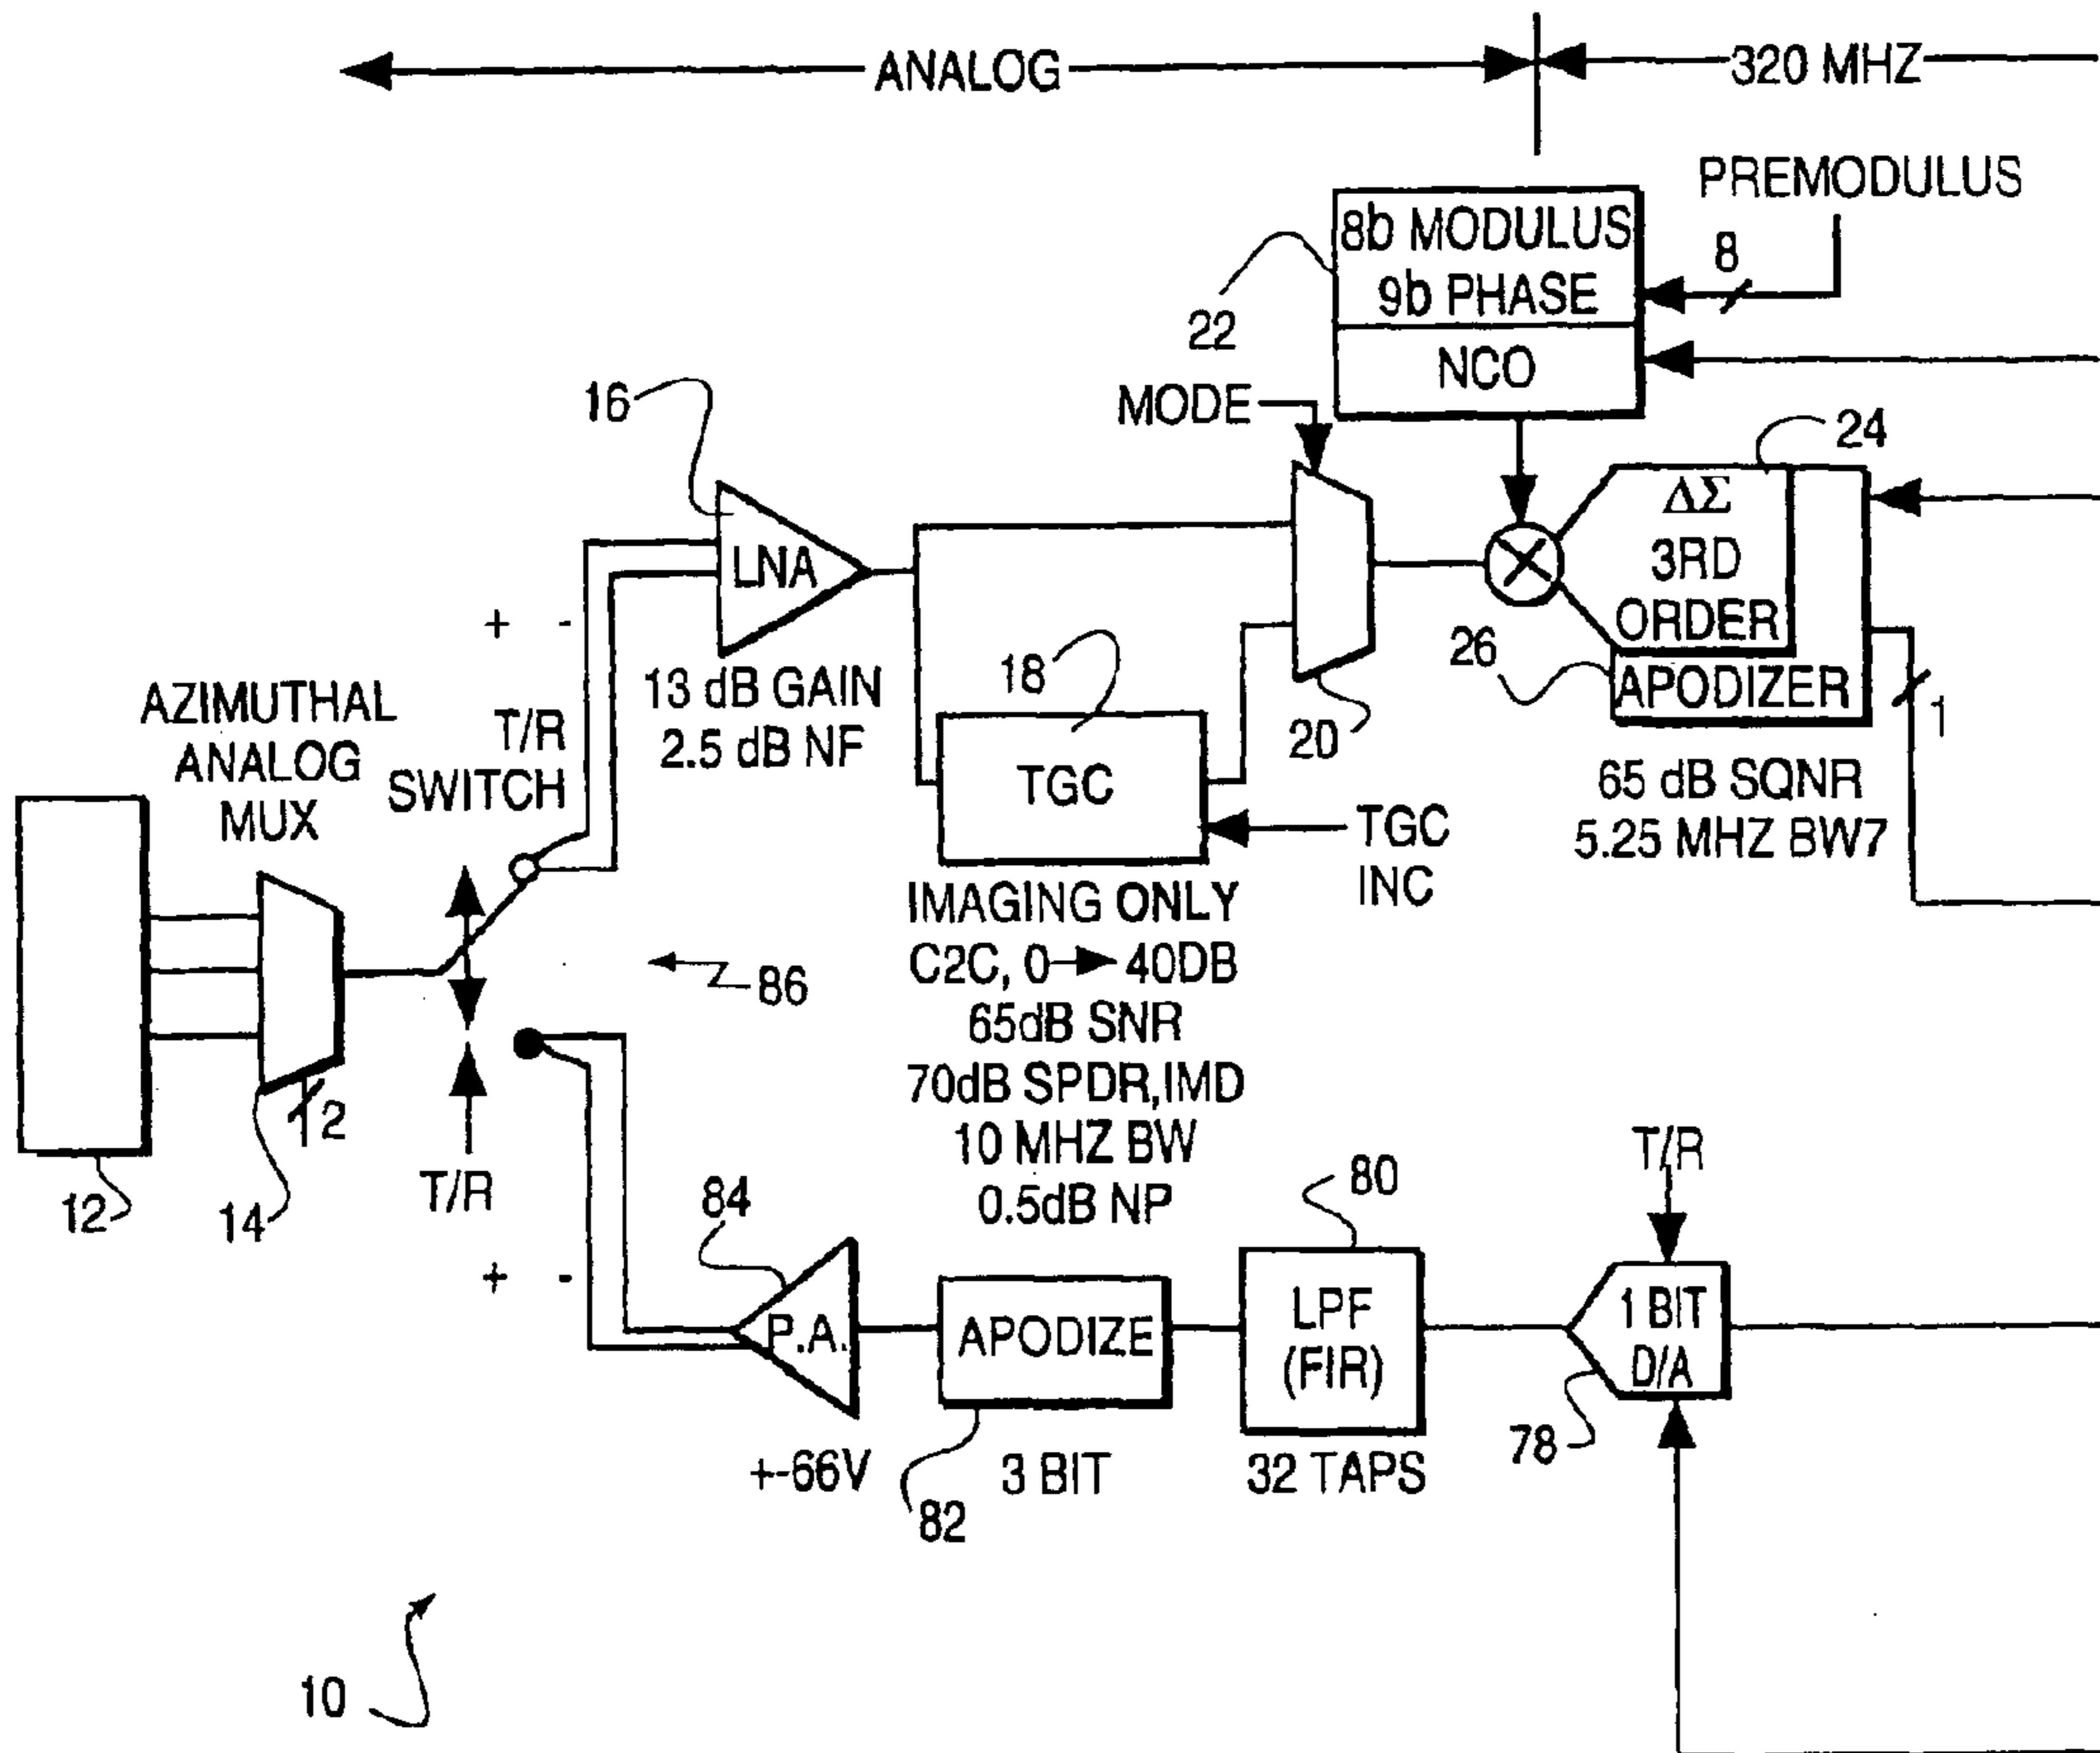 ANALOG
320 MHZ
PREMODULUS
8b MODULUS
9b PHASE
8
22
NCO
MODE
16
24
LNA
ΔΣ
3RD
ORDER
26
APODIZER
1
+ -
13 dB GAIN
2.5 dB NF
18
20
TGC
TGC
INC
65 dB SQNR
5.25 MHZ BW7
AZIMUTHAL
ANALOG
MUX
T/R
SWITCH
IMAGING ONLY
C2C, 0 → 40DB
65dB SNR
70dB SPDR,IMD
10 MHZ BW
0.5dB NP
86
2
12
14
T/R
84
80
T/R
+ -
P.A.
APODIZE
LPF
(FIR)
1 BIT
D/A
78
+-66V
3 BIT
32 TAPS
82
10